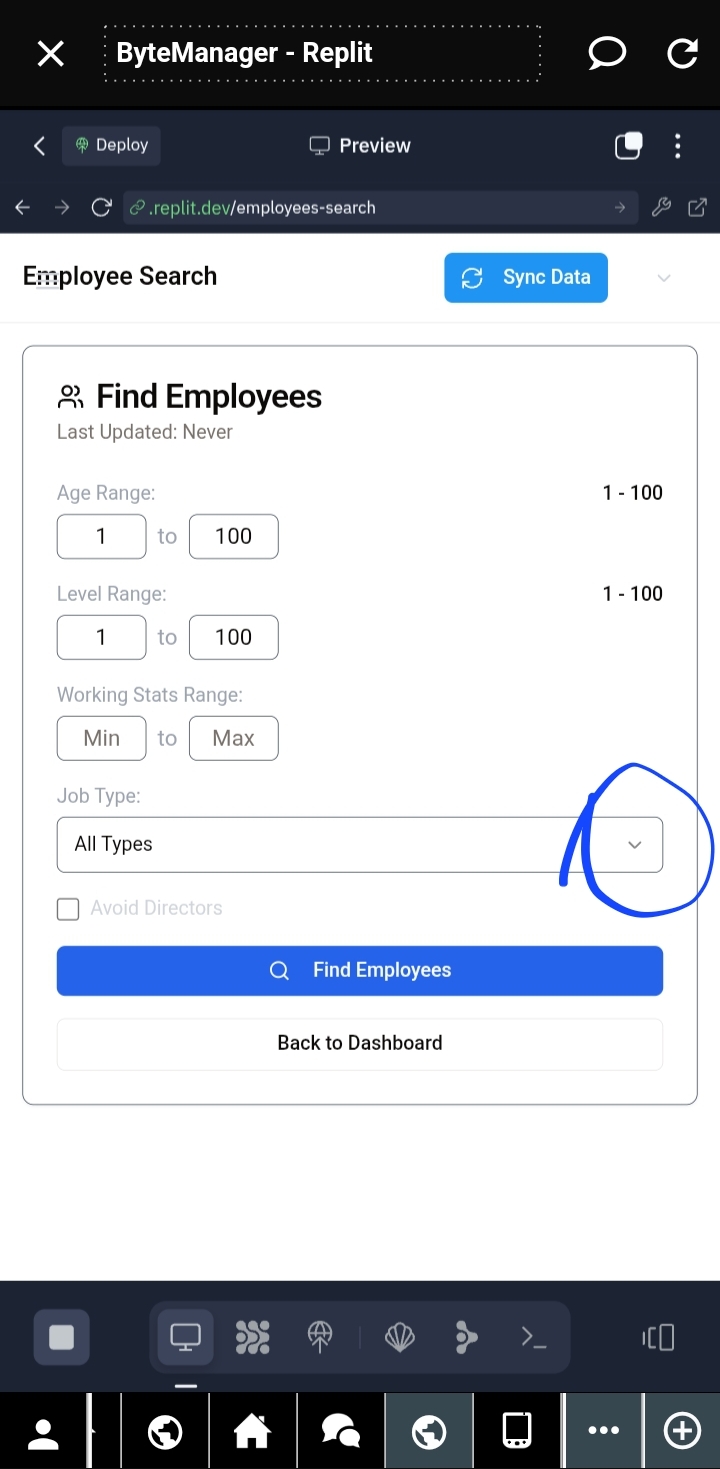 ByteManager - Replit
Deploy
Preview
.replit.dev/employees-search
Employee Search
Sync Data
Find Employees
Last Updated: Never
Age Range:
1 - 100
1 to 100
Level Range:
1 - 100
1 to 100
Working Stats Range:
Min to Max
Job Type:
All Types
Avoid Directors
Find Employees
Back to Dashboard